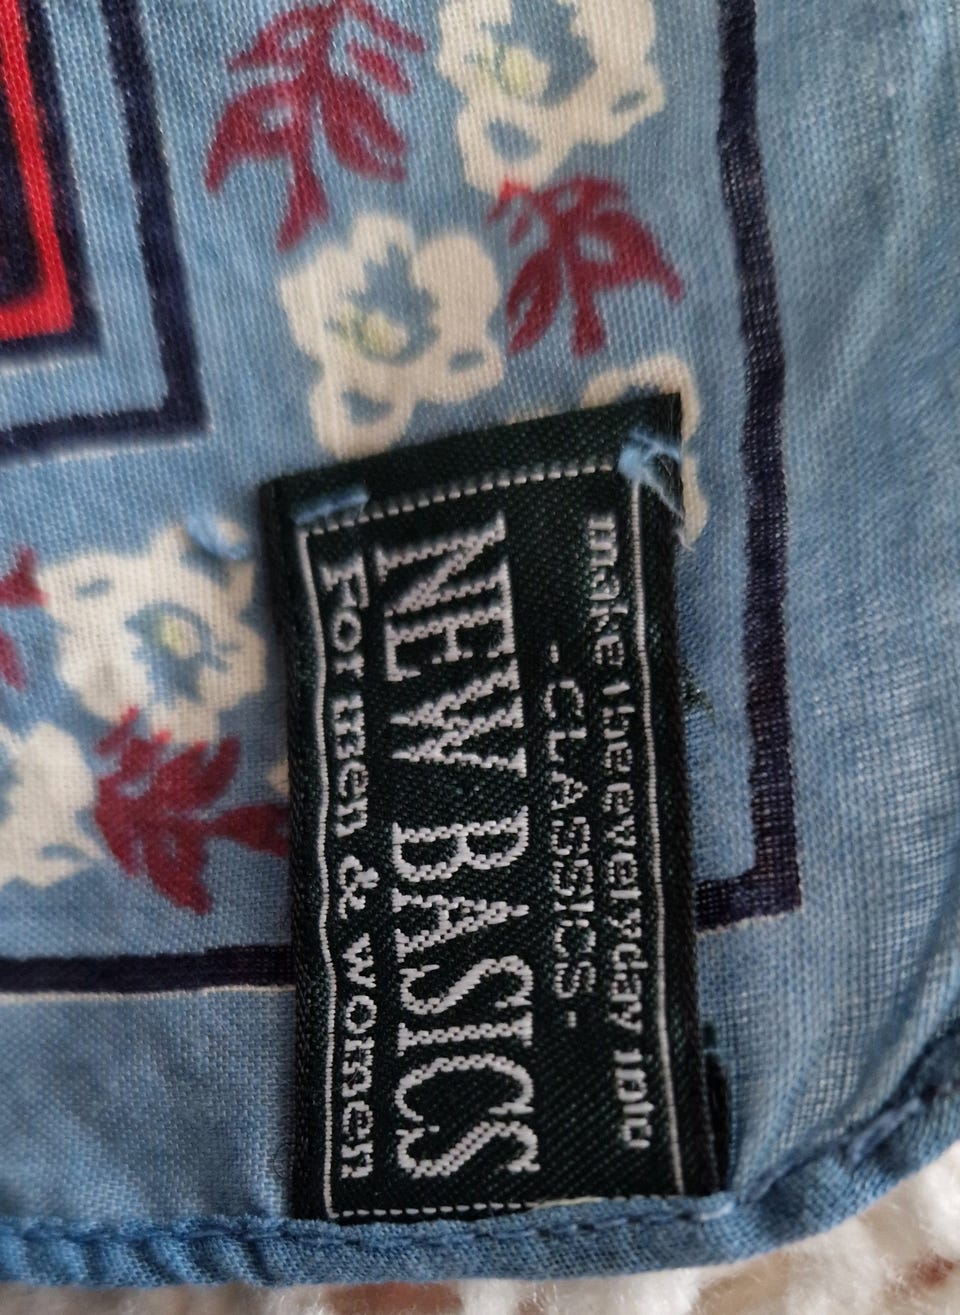 make the everyday into
-CLASSICS-
NEW BASICS
For men & women